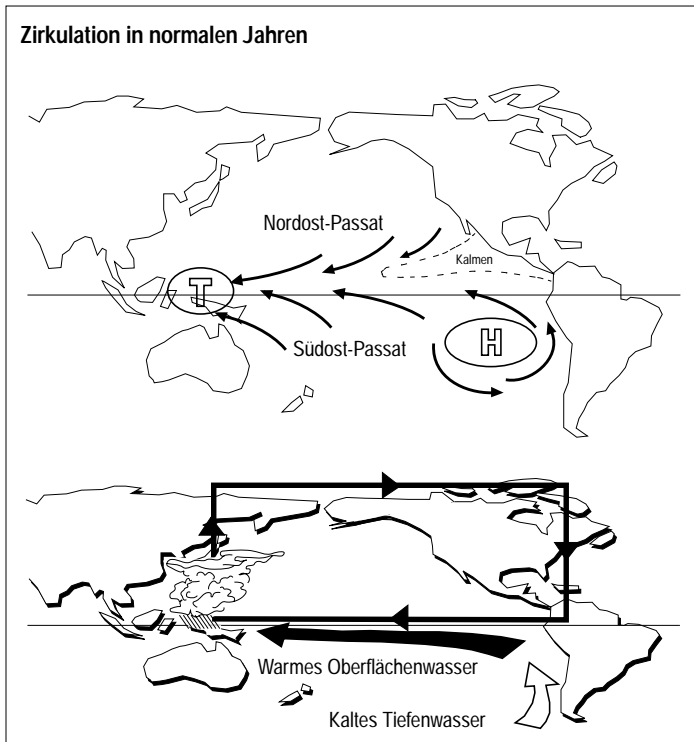 Zirkulation in normalen Jahren
Nordost-Passat
Kalmen
T
H
Südost-Passat
Warmes Oberflächenwasser
Kaltes Tiefenwasser